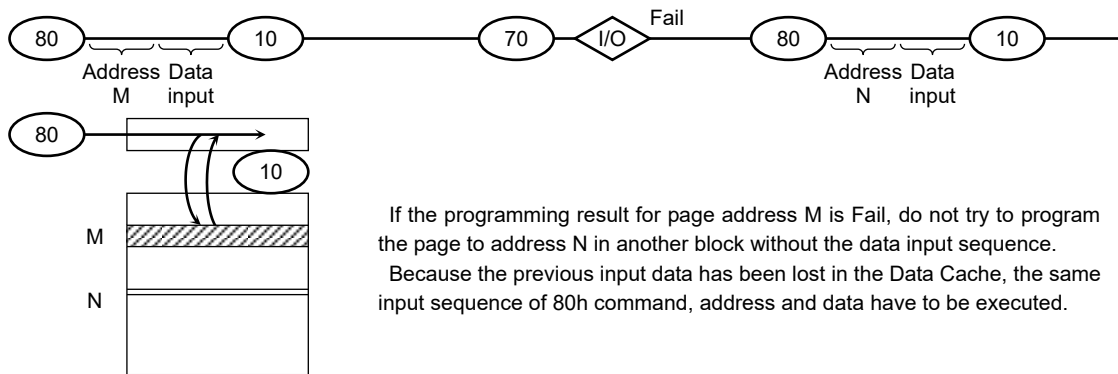 Fail
80 10 70 I/O 80 10
Address Data Address Data
M input N input
80
10
M
N
If the programming result for page address M is Fail, do not try to program
the page to address N in another block without the data input sequence.
Because the previous input data has been lost in the Data Cache, the same
input sequence of 80h command, address and data have to be executed.